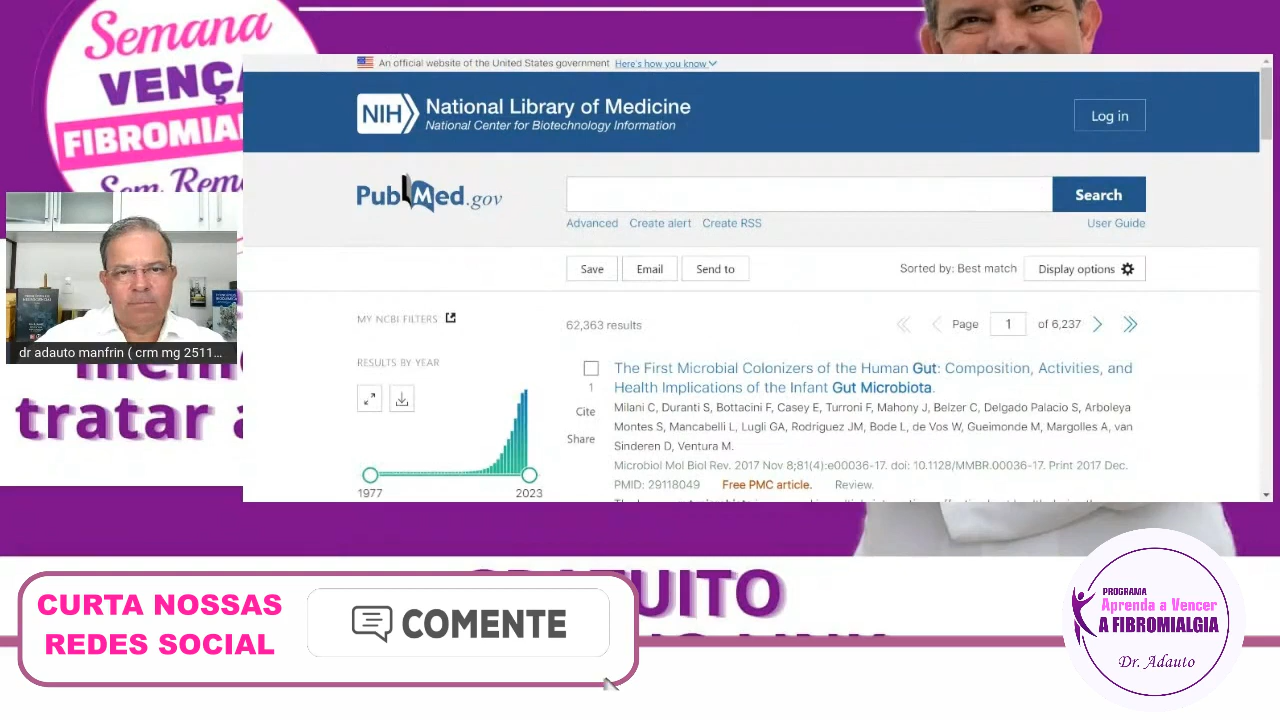 Semana
VENÇA
FIBROMIAL
Sem Reme
tratar a
dr adauto manfrin ( crm mg 2511...
An official website of the United States government Here's how you know
NIH National Library of Medicine
National Center for Biotechnology Information
Log in
PubMed.gov
Search
Advanced Create alert Create RSS
User Guide
Save Email Send to
Sorted by: Best match Display options
MY NCBI FILTERS
62,363 results
Page 1 of 6,237
RESULTS BY YEAR
1977 2023
1
Cite
Share
The First Microbial Colonizers of the Human Gut: Composition, Activities, and
Health Implications of the Infant Gut Microbiota.
Milani C, Duranti S, Bottacini F, Casey E, Turroni F, Mahony J, Belzer C, Delgado Palacio S, Arboleya
Montes S, Mancabelli L, Lugli GA, Rodriguez JM, Bode L, de Vos W, Gueimonde M, Margolles A, van
Sinderen D, Ventura M.
Microbiol Mol Biol Rev. 2017 Nov 8;81(4):e00036-17. doi: 10.1128/MMBR.00036-17. Print 2017 Dec.
PMID: 29118049 Free PMC article. Review.
UITO
CURTA NOSSAS
REDES SOCIAL
COMENTE
PROGRAMA
Aprenda a Vencer
A FIBROMIALGIA
Dr. Adauto